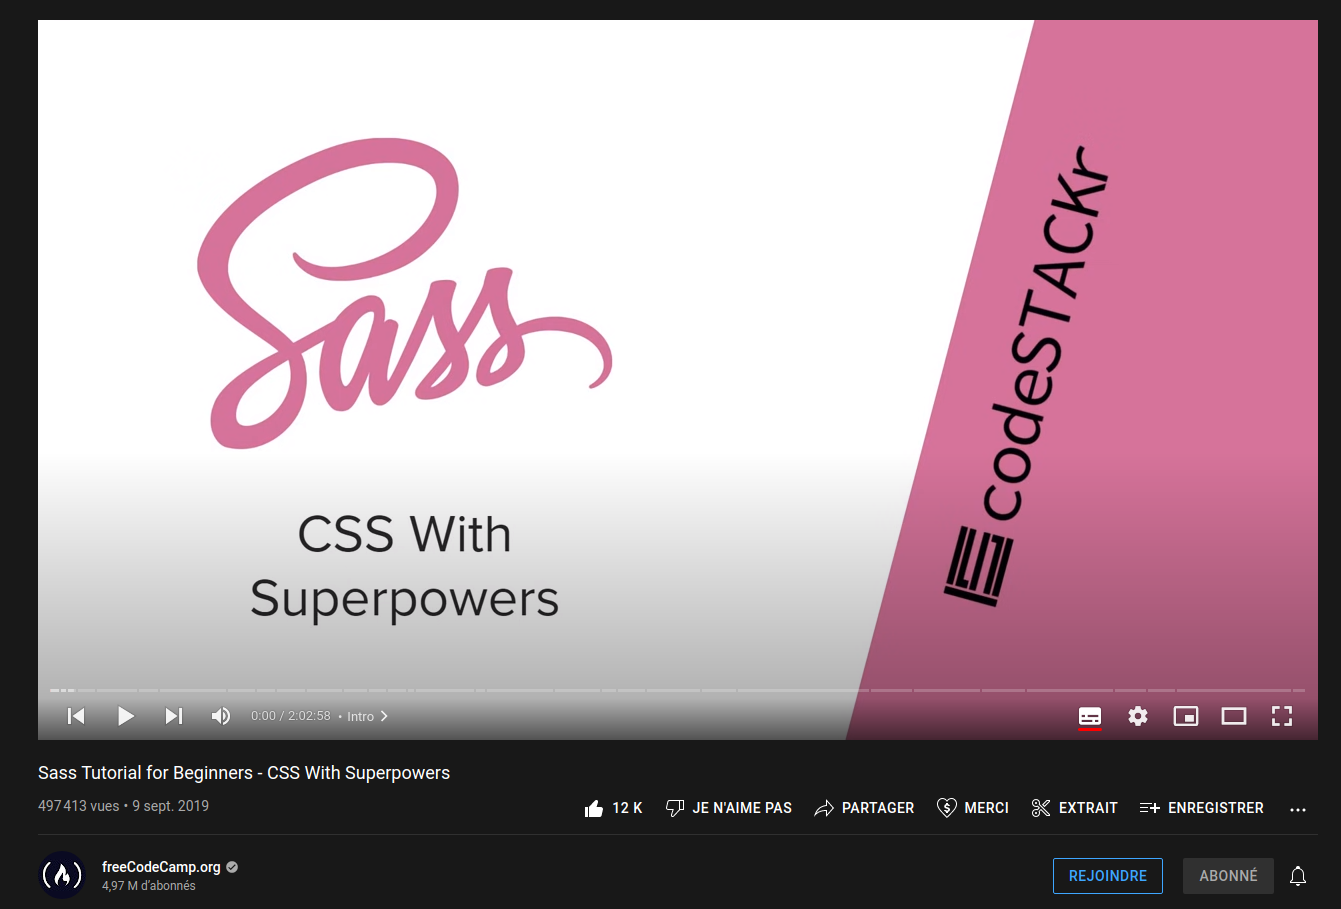 Sass
codeSTACKr
CSS With
Superpowers
0:00 / 2:02:58 • Intro
Sass Tutorial for Beginners - CSS With Superpowers
497 413 vues • 9 sept. 2019
12 K JE N'AIME PAS PARTAGER MERCI EXTRAIT ENREGISTRER
freeCodeCamp.org
4,97 M d'abonnés
REJOINDRE ABONNÉ